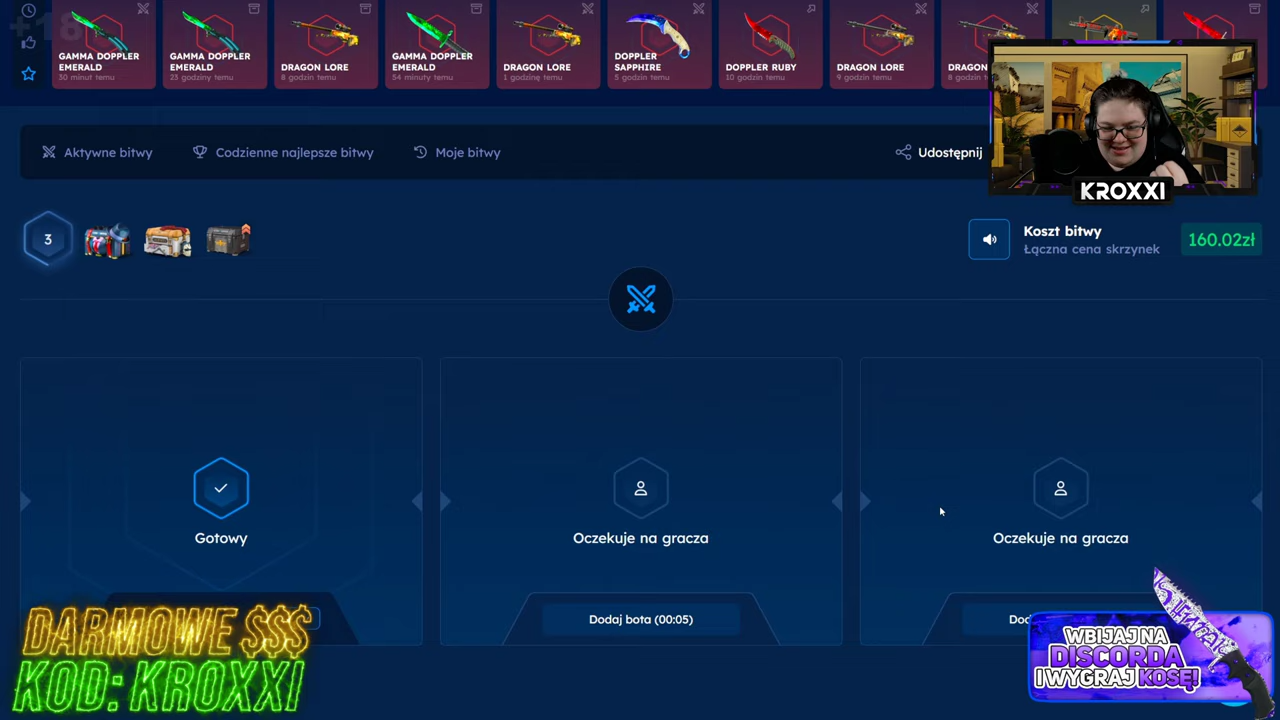 +18
GAMMA DOPPLER
EMERALD
30 minut temu
GAMMA DOPPLER
EMERALD
23 godziny temu
DRAGON LORE
8 godzin temu
GAMMA DOPPLER
EMERALD
54 minuty temu
DRAGON LORE
1 godzinę temu
DOPPLER
SAPPHIRE
5 godzin temu
DOPPLER RUBY
10 godzin temu
DRAGON LORE
9 godzin temu
DRAGON
8 godzin
Aktywne bitwy
Codzienne najlepsze bitwy
Moje bitwy
Udostępnij
KROXXI
3
Koszt bitwy
Łączna cena skrzynek
160.02zł
Gotowy
Oczekuje na gracza
Oczekuje na gracza
Dodaj bota (00:05)
DARMOWE $$$
KOD: KROXXI
WBIJAJ NA
DISCORDA
I WYGRAJ KOSĘ!